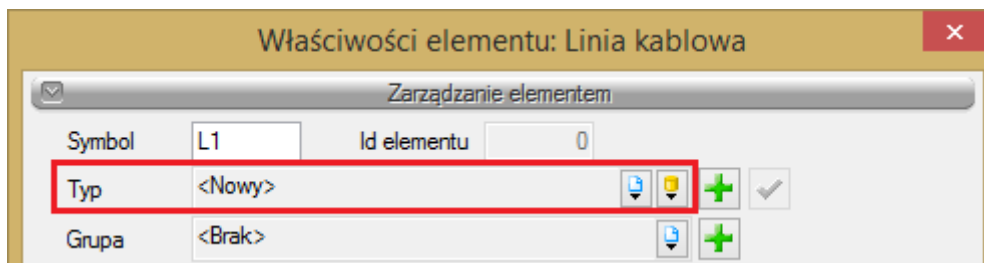 Właściwości elementu: Linia kablowa
Zarządzanie elementem
Symbol L1 Id elementu 0
Typ <Nowy>
Grupa <Brak>